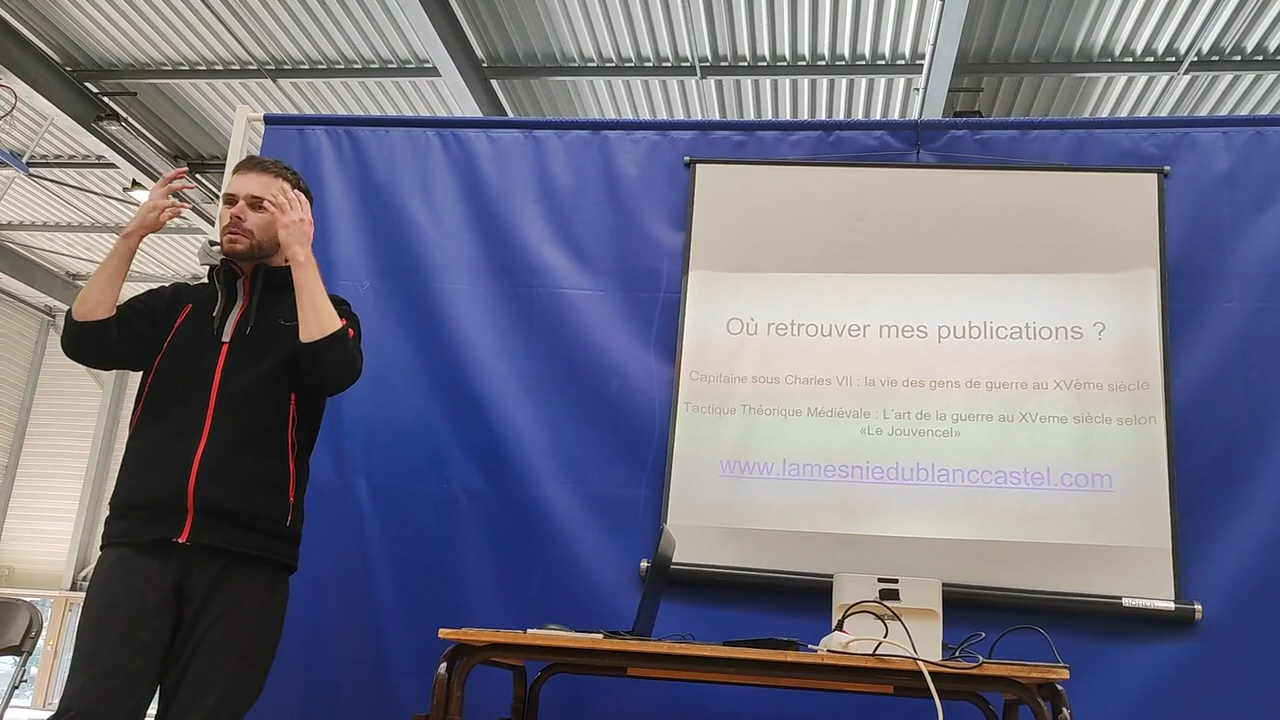 Où retrouver mes publications ?
Capitaine sous Charles VII : la vie des gens de guerre au XVème siècle
Tactique Théorique Médiévale : L'art de la guerre au XVeme siècle selon
«Le Jouvencel»
www.lamesniedublanccastel.com